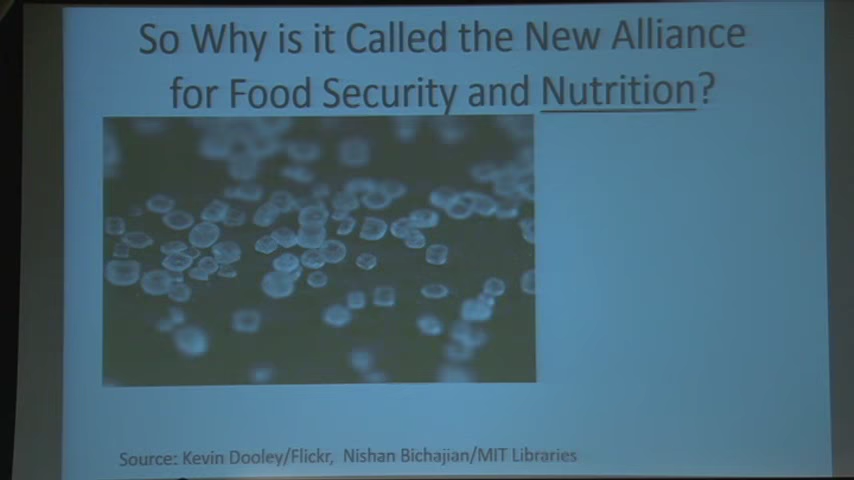 So Why is it Called the New Alliance
for Food Security and Nutrition?
Source: Kevin Dooley/Flickr, Nishan Bichajian/MIT Libraries